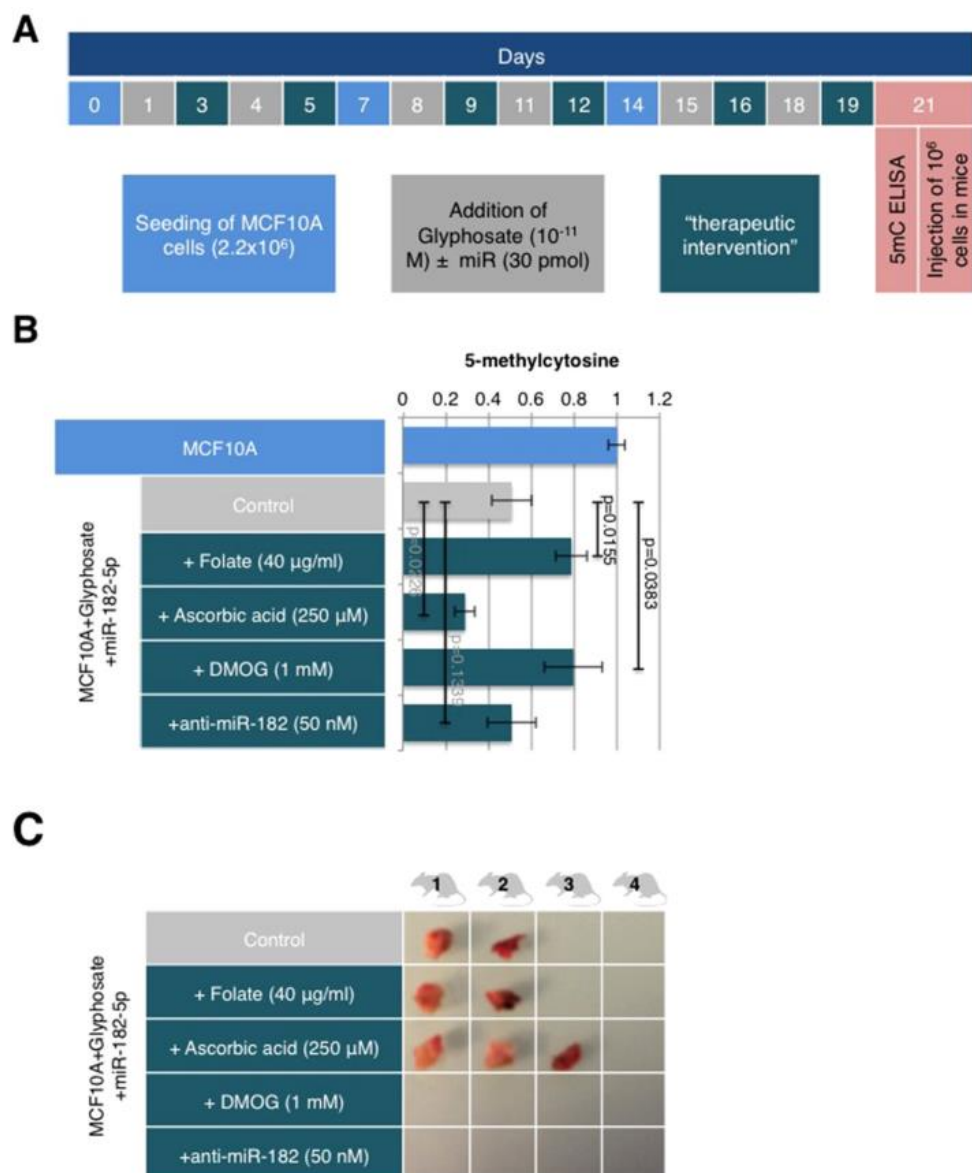 A
Days
0 1 3 4 5 7 8 9 11 12 14 15 16 18 19 21
Seeding of MCF10A
cells (2.2x10⁶)
Addition of
Glyphosate (10⁻¹¹
M) ± miR (30 pmol)
“therapeutic
intervention”
5mC ELISA
Injection of 10⁶
cells in mice
B
5-methylcytosine
0 0.2 0.4 0.6 0.8 1 1.2
MCF10A
MCF10A+Glyphosate
+miR-182-5p
Control
+ Folate (40 µg/ml)
+ Ascorbic acid (250 µM)
+ DMOG (1 mM)
+anti-miR-182 (50 nM)
p=0.0226
p=0.1339
p=0.0155
p=0.0383
C
1 2 3 4
MCF10A+Glyphosate
+miR-182-5p
Control
+ Folate (40 µg/ml)
+ Ascorbic acid (250 µM)
+ DMOG (1 mM)
+anti-miR-182 (50 nM)